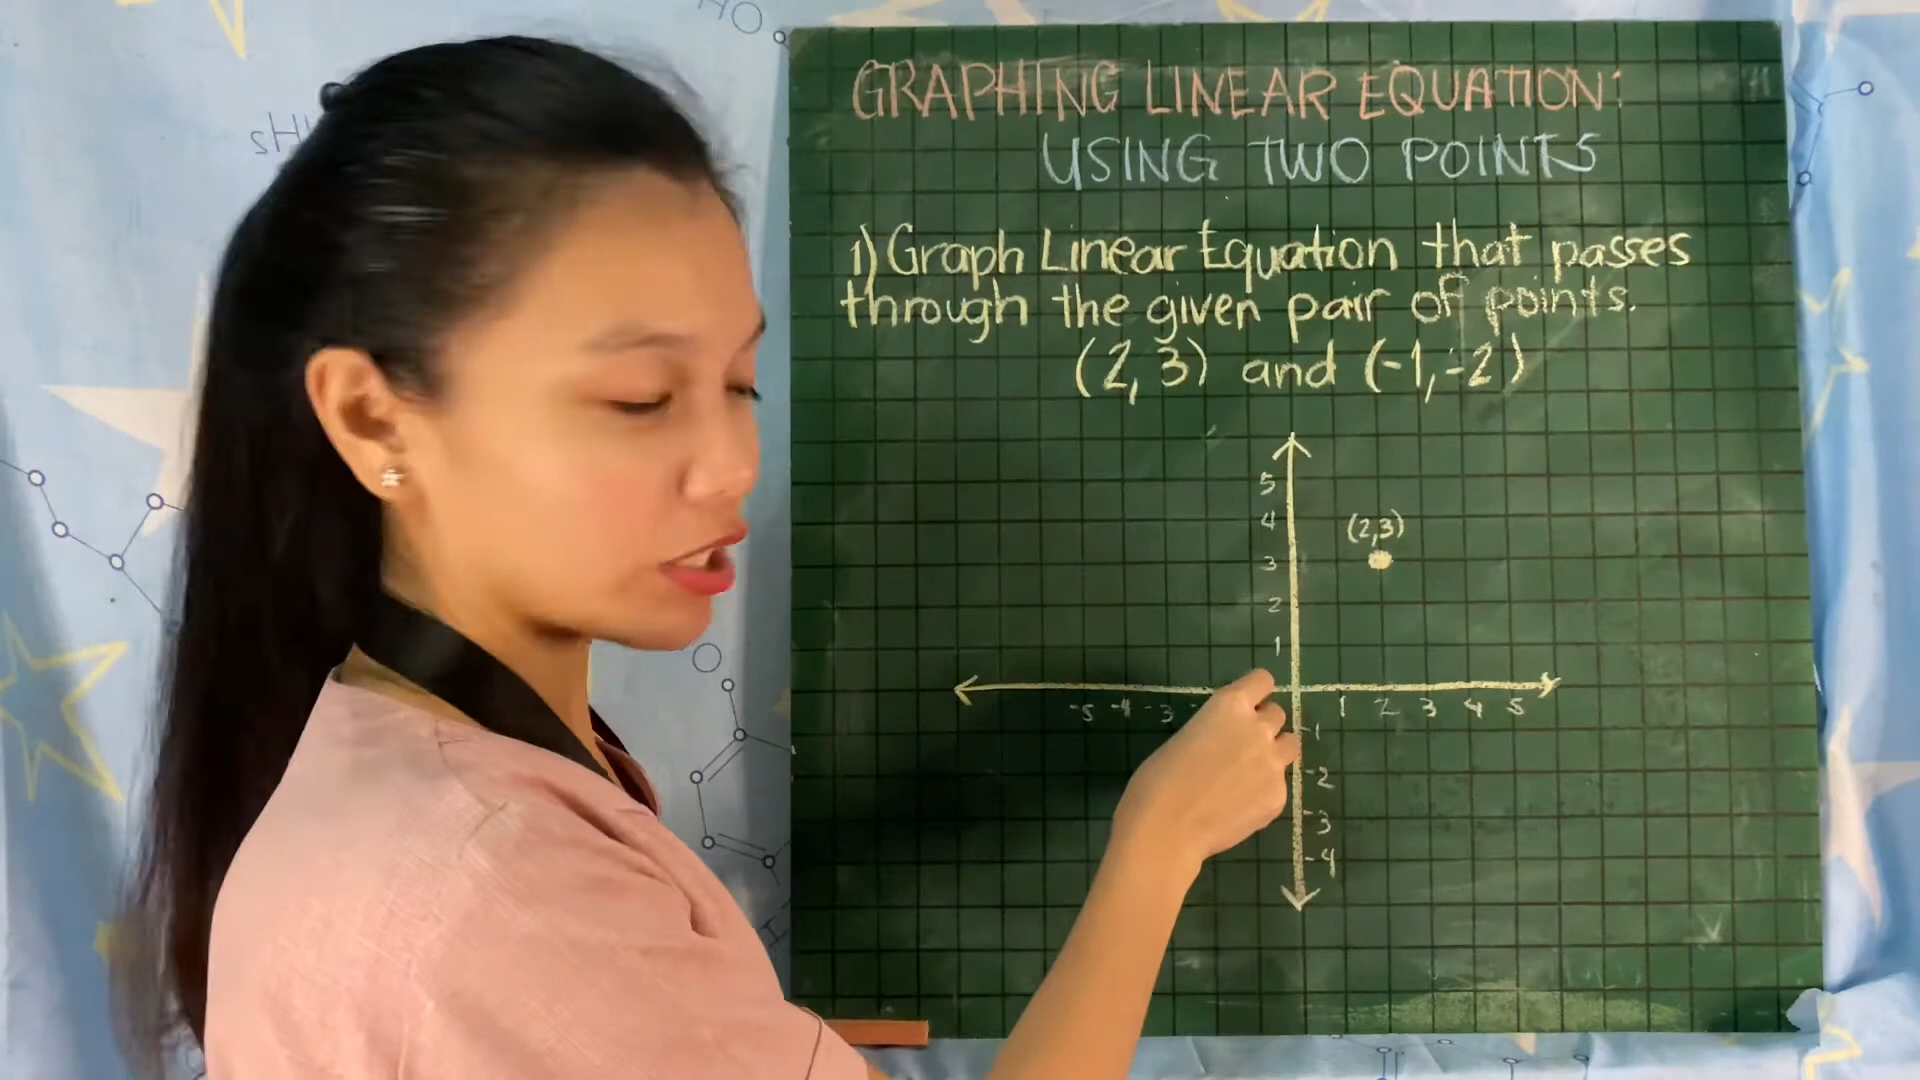 GRAPHING LINEAR EQUATION:
USING TWO POINTS
1) Graph Linear Equation that passes
through the given pair of points.
(2, 3) and (-1, -2)
5
4
(2,3)
3
2
1
-5 -4 -3 1 2 3 4 5
-1
-2
-3
-4
HO